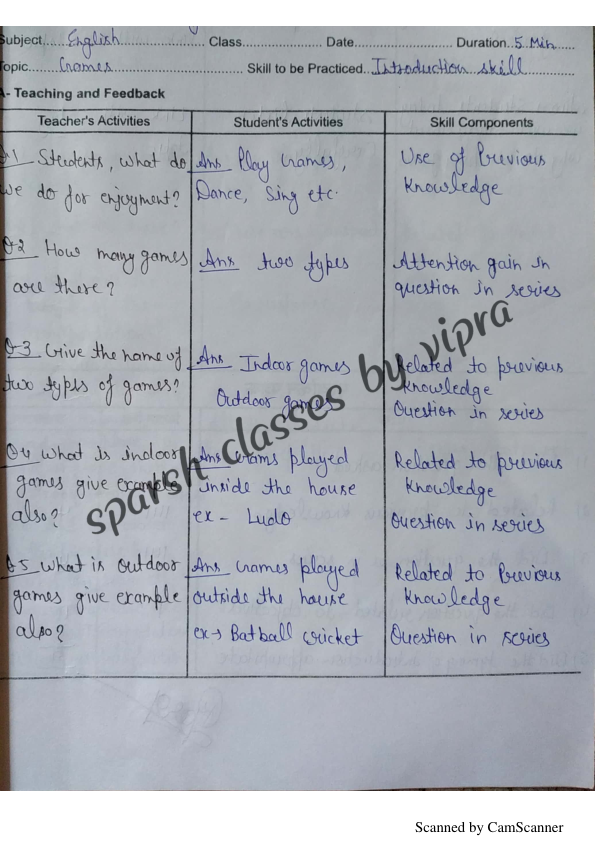 Subject....English.................... Class...................... Date........................... Duration..5 Min......
Topic........Games................................ Skill to be Practiced..Introduction skill..........
A- Teaching and Feedback
Teacher's Activities Student's Activities Skill Components
Q1 Students, what do
we do for enjoyment?
Ans Play Games,
Dance, Sing etc.
Use of Previous
Knowledge
Q2 How many games
are there?
Ans two types
Attention gain in
question in series
Q3 Give the name of
two types of games?
Ans Indoor games
Outdoor games
Related to previous
Knowledge
Question in series
Q4 what is indoor
games give example
also?
Ans Grams played
inside the house
ex - Ludo
Related to previous
Knowledge
Question in series
Q5 what is outdoor
games give example
also?
Ans Games played
outside the house
ex→ Batball cricket
Related to Previous
Knowledge
Question in series
sparsh classes by vipra
Scanned by CamScanner